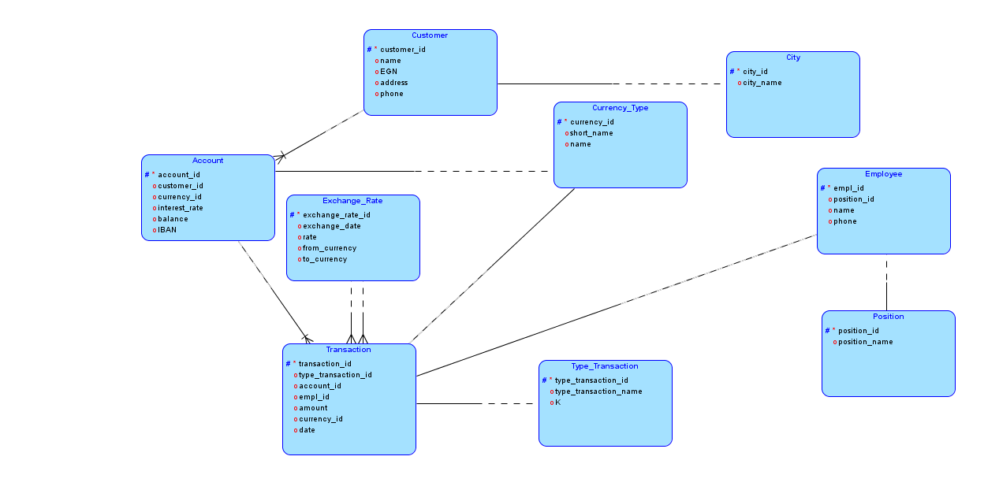 Customer
# * customer_id
o name
o EGN
o address
o phone
City
# * city_id
o city_name
Currency_Type
# * currency_id
o short_name
o name
Account
# * account_id
o customer_id
o currency_id
o interest_rate
o balance
o IBAN
Exchange_Rate
# * exchange_rate_id
o exchange_date
o rate
o from_currency
o to_currency
Employee
# * empl_id
o position_id
o name
o phone
Position
# * position_id
o position_name
Transaction
# * transaction_id
o type_transaction_id
o account_id
o empl_id
o amount
o currency_id
o date
Type_Transaction
# * type_transaction_id
o type_transaction_name
o K